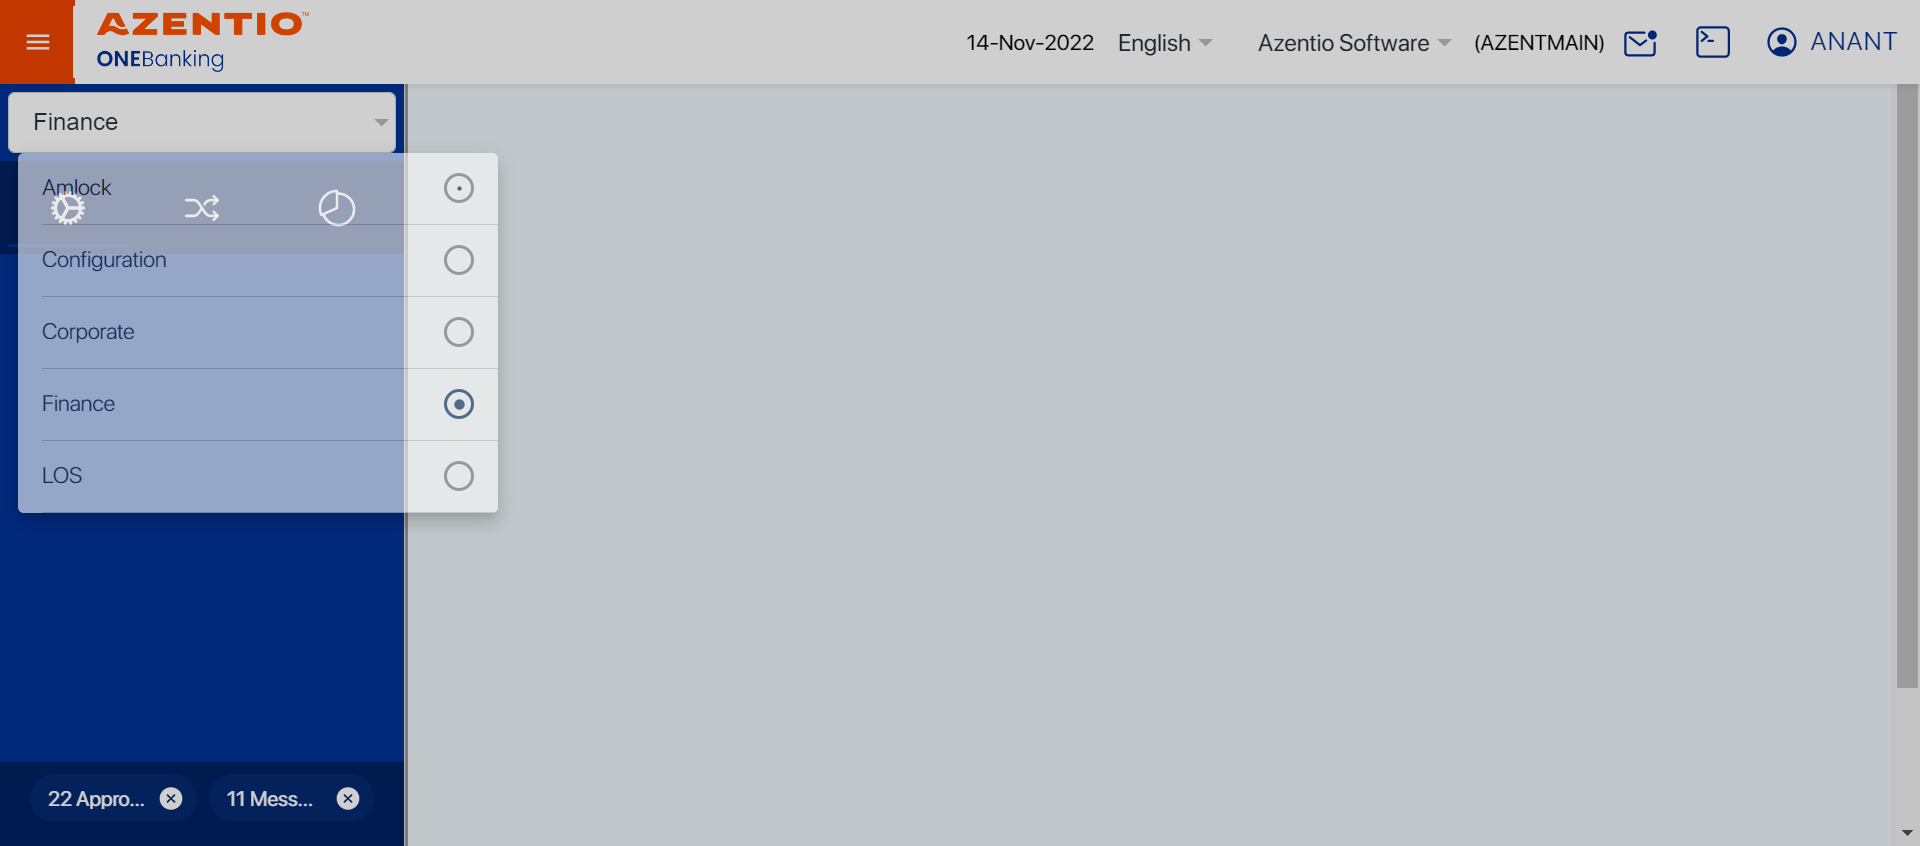 AZENTIO™
ONEBanking
14-Nov-2022 English Azentio Software (AZENTMAIN) ANANT
Finance
Amlock
Configuration
Corporate
Finance
LOS
22 Appro... 11 Mess...